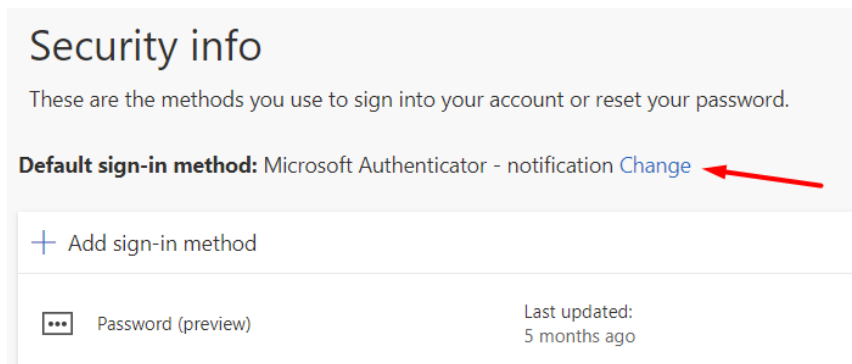 Security info
These are the methods you use to sign into your account or reset your password.
Default sign-in method: Microsoft Authenticator - notification Change
Add sign-in method
Password (preview)
Last updated:
5 months ago